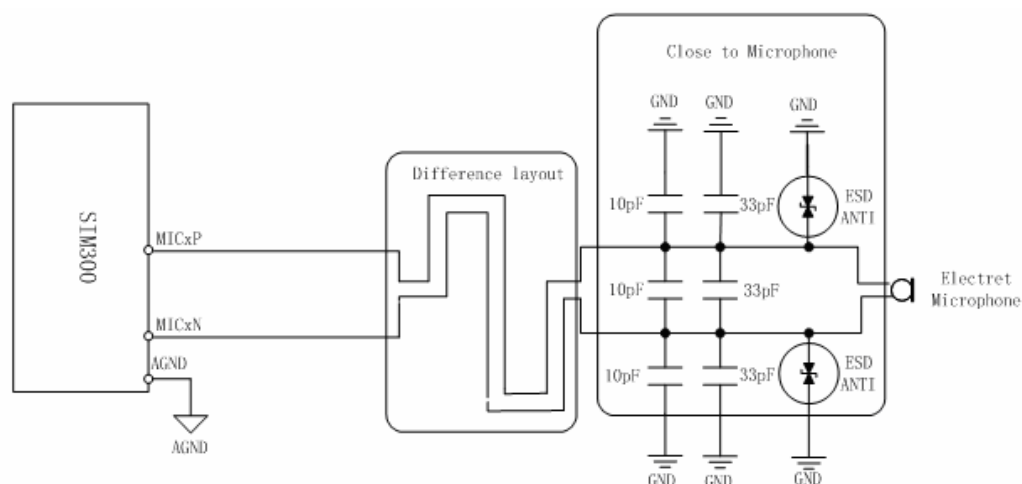 Close to Microphone
GND GND GND
Difference layout
10pF 33pF ESD
ANTI
SIM300
MICxP
10pF 33pF Electret
Microphone
MICxN
AGND
10pF 33pF ESD
ANTI
AGND
GND GND GND